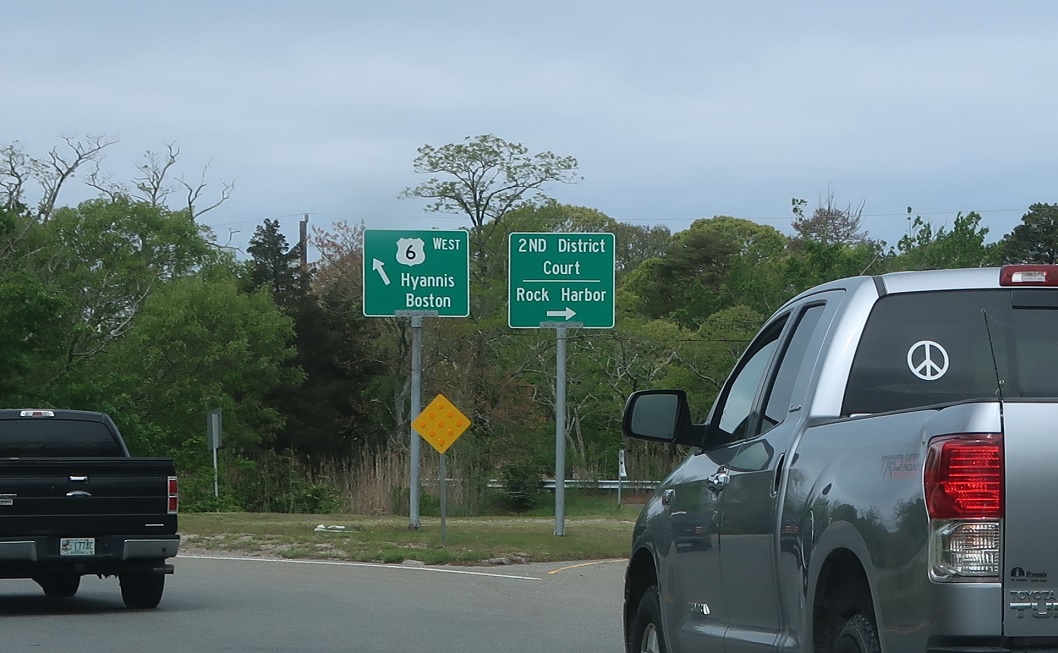 6 WEST
Hyannis
Boston
2ND District
Court
Rock Harbor
TOYOTA